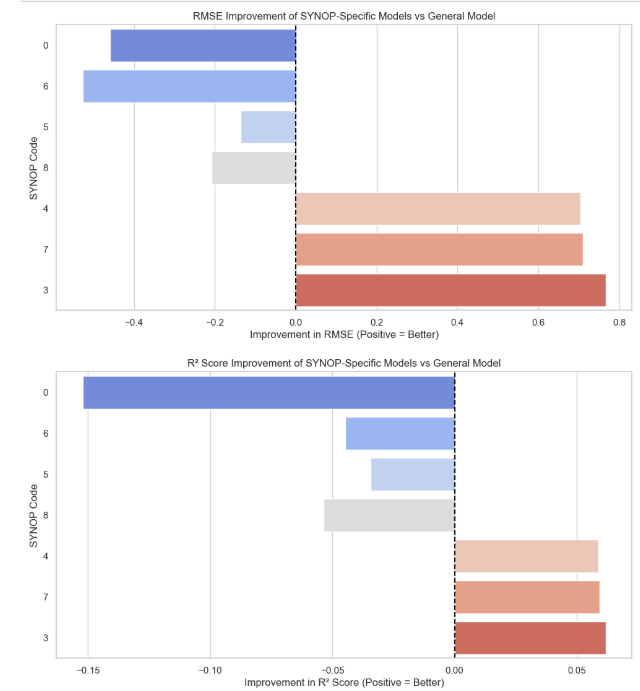 RMSE Improvement of SYNOP-Specific Models vs General Model
SYNOP Code
0
6
5
8
4
7
3
−0.4 −0.2 0.0 0.2 0.4 0.6 0.8
Improvement in RMSE (Positive = Better)
R² Score Improvement of SYNOP-Specific Models vs General Model
SYNOP Code
0
6
5
8
4
7
3
−0.15 −0.10 −0.05 0.00 0.05
Improvement in R² Score (Positive = Better)